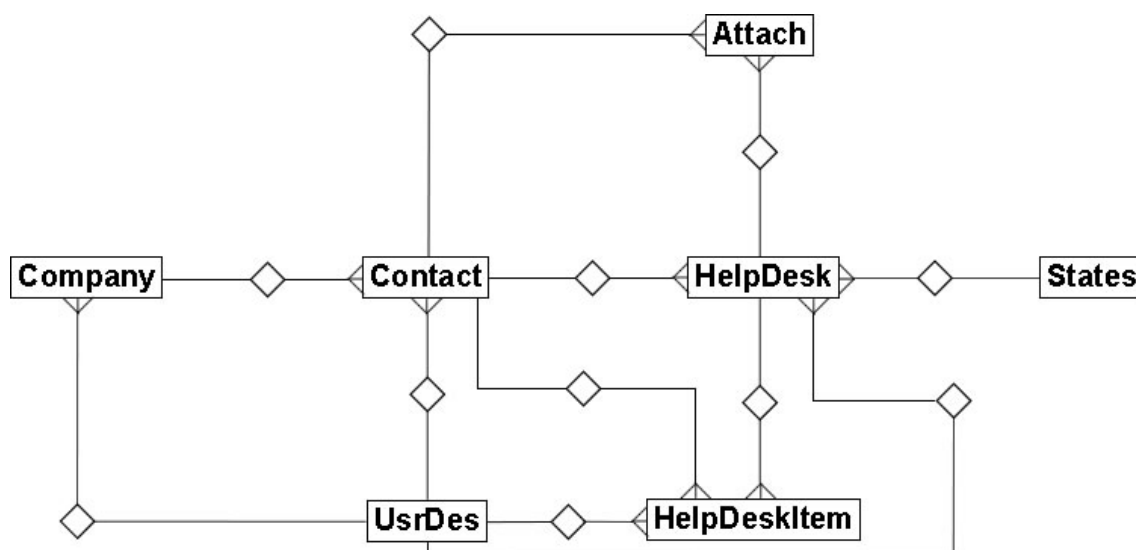 Attach
Company
Contact
HelpDesk
States
UsrDes
HelpDeskItem